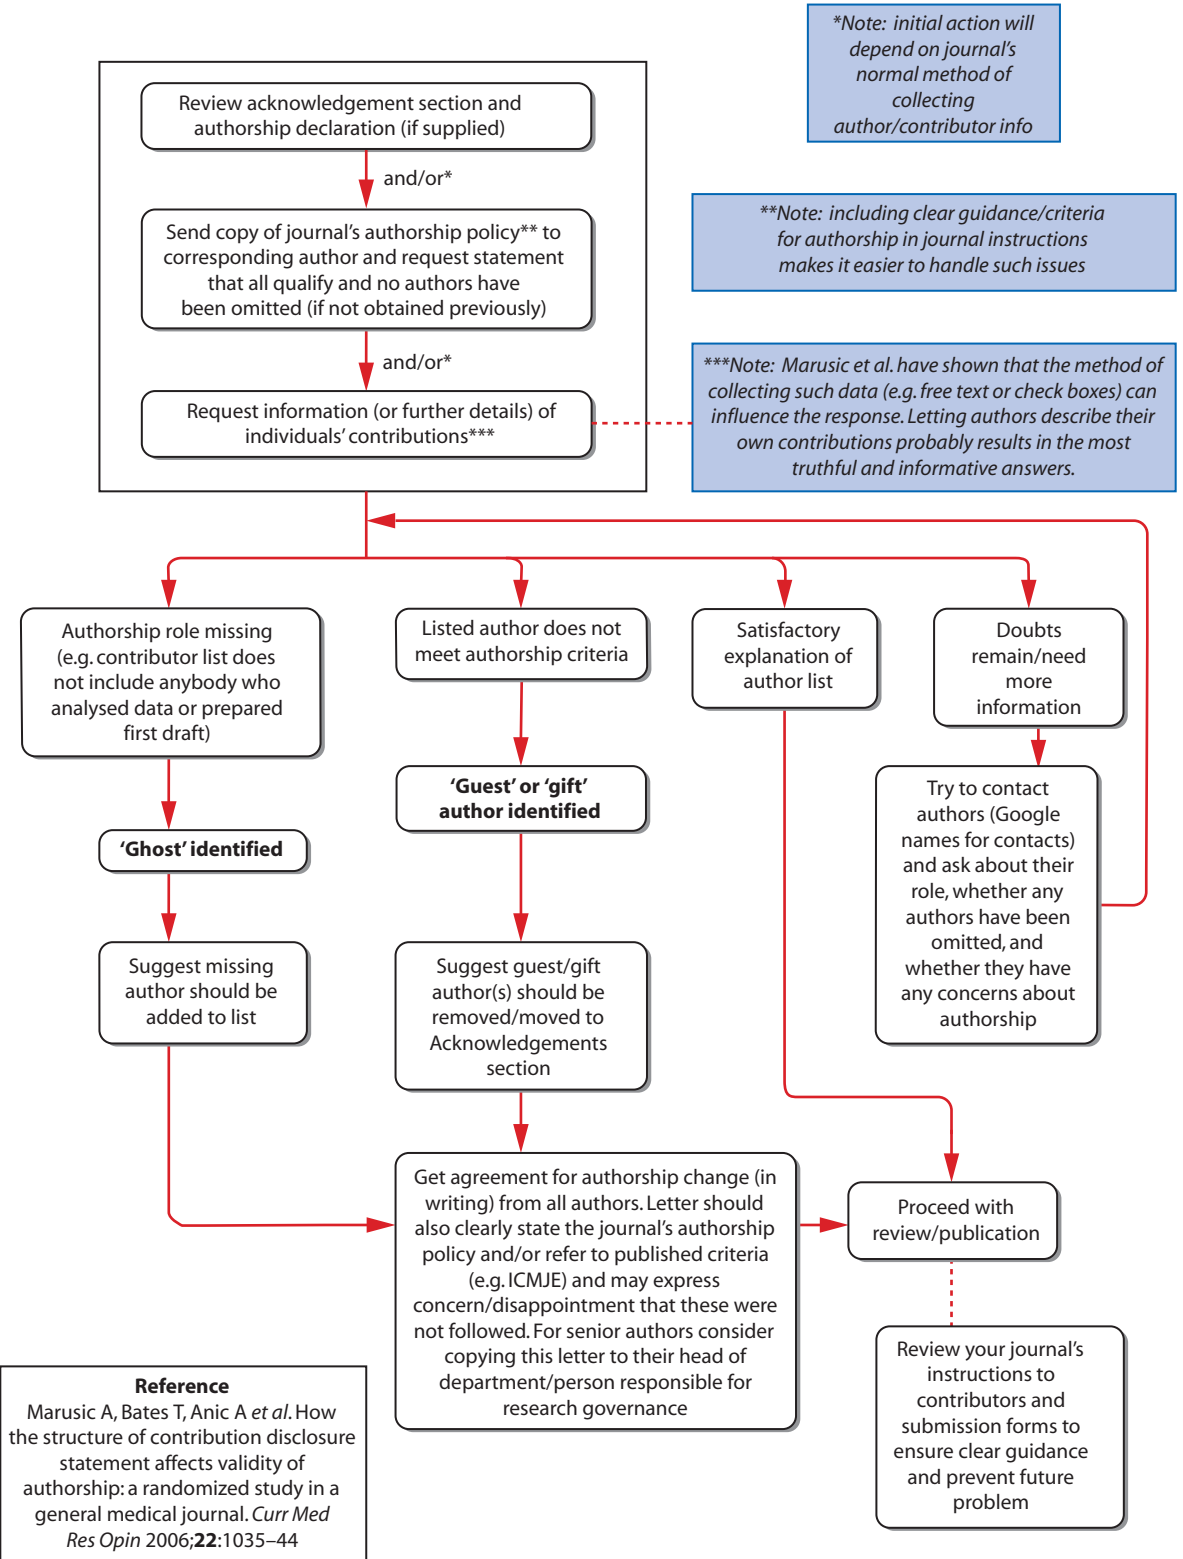 *Note: initial action will
depend on journal's
normal method of
collecting
author/contributor info
Review acknowledgement section and
authorship declaration (if supplied)
and/or*
Send copy of journal's authorship policy** to
corresponding author and request statement
that all qualify and no authors have
been omitted (if not obtained previously)
**Note: including clear guidance/criteria
for authorship in journal instructions
makes it easier to handle such issues
and/or*
Request information (or further details) of
individuals' contributions***
***Note: Marusic et al. have shown that the method of
collecting such data (e.g. free text or check boxes) can
influence the response. Letting authors describe their
own contributions probably results in the most
truthful and informative answers.
Authorship role missing
(e.g. contributor list does
not include anybody who
analysed data or prepared
first draft)
Listed author does not
meet authorship criteria
Satisfactory
explanation of
author list
Doubts
remain/need
more
information
'Ghost' identified
'Guest' or 'gift'
author identified
Try to contact
authors (Google
names for contacts)
and ask about their
role, whether any
authors have been
omitted, and
whether they have
any concerns about
authorship
Suggest missing
author should be
added to list
Suggest guest/gift
author(s) should be
removed/moved to
Acknowledgements
section
Get agreement for authorship change (in
writing) from all authors. Letter should
also clearly state the journal's authorship
policy and/or refer to published criteria
(e.g. ICMJE) and may express
concern/disappointment that these were
not followed. For senior authors consider
copying this letter to their head of
department/person responsible for
research governance
Proceed with
review/publication
Review your journal's
instructions to
contributors and
submission forms to
ensure clear guidance
and prevent future
problem
Reference
Marusic A, Bates T, Anic A et al. How
the structure of contribution disclosure
statement affects validity of
authorship: a randomized study in a
general medical journal. Curr Med
Res Opin 2006;22:1035–44